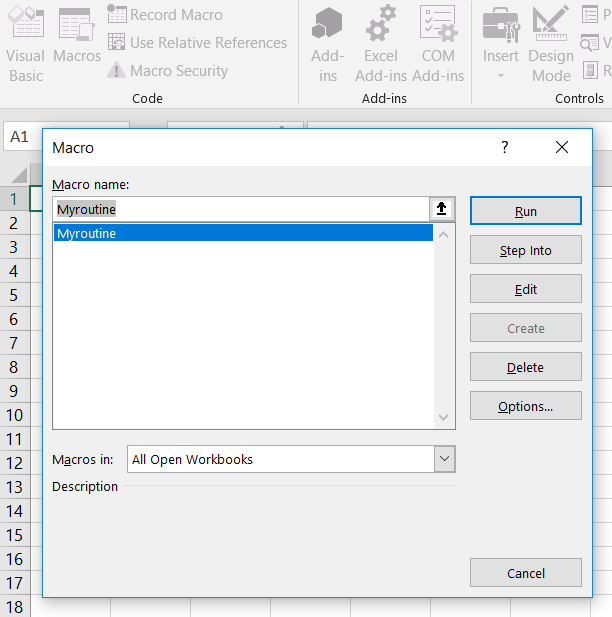 Visual Basic
Macros
Record Macro
Use Relative References
Macro Security
Code
Add-ins
Excel Add-ins
COM Add-ins
Add-ins
Insert
Design Mode
Controls
A1
Macro
?
Macro name:
Myroutine
Myroutine
Run
Step Into
Edit
Create
Delete
Options...
Macros in:
All Open Workbooks
Description
Cancel
1
2
3
4
5
6
7
8
9
10
11
12
13
14
15
16
17
18